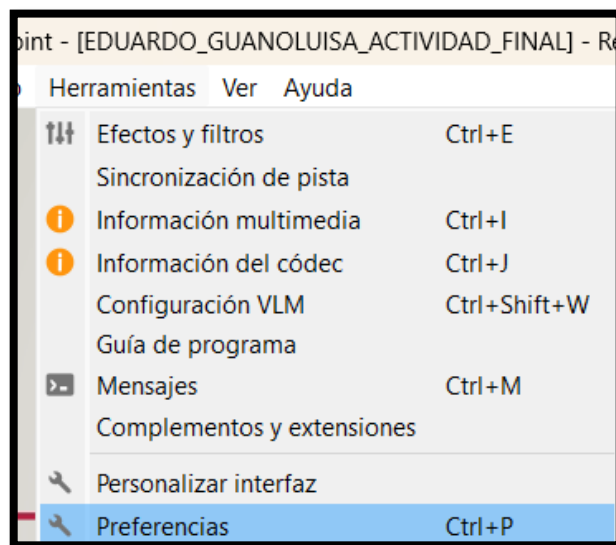 int - [EDUARDO_GUANOLUISA_ACTIVIDAD_FINAL] - Re
Herramientas Ver Ayuda
Efectos y filtros Ctrl+E
Sincronización de pista
Información multimedia Ctrl+I
Información del códec Ctrl+J
Configuración VLM Ctrl+Shift+W
Guía de programa
Mensajes Ctrl+M
Complementos y extensiones
Personalizar interfaz
Preferencias Ctrl+P